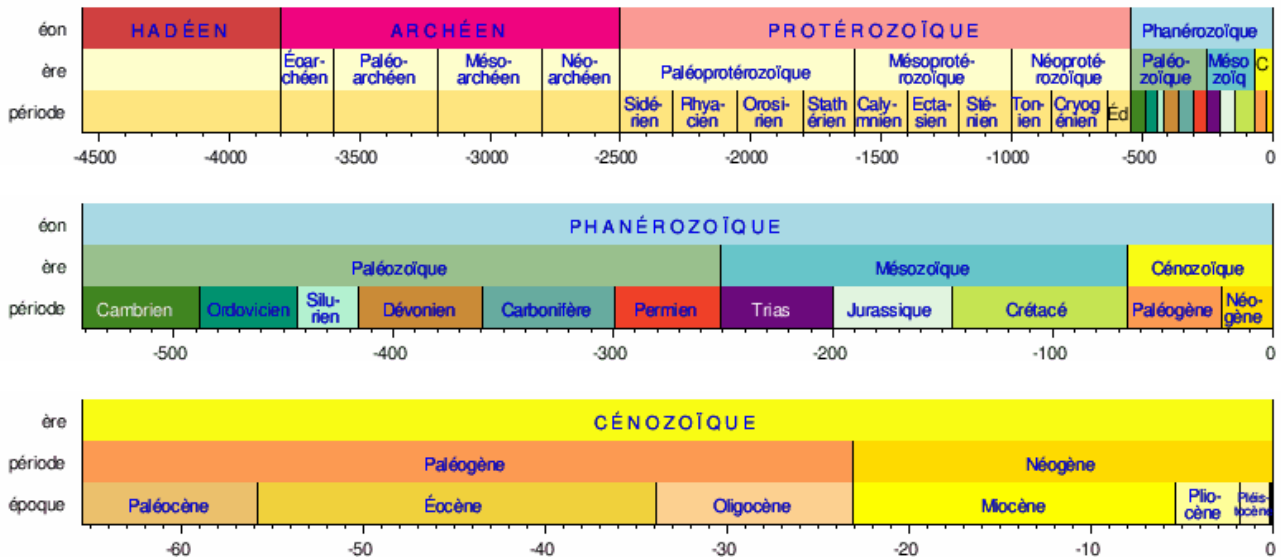 éon HADÉEN ARCHÉEN PROTÉROZOÏQUE Phanérozoïque
ère Éoar-
chéen Paléo-
archéen Méso-
archéen Néo-
archéen Paléoprotérozoïque Mésoproté-
rozoïque Néoproté-
rozoïque Paléo-
zoïque Méso
zoïq C
période Sidé-
rien Rhya-
cien Orosi-
rien Stath
érien Caly-
mnien Ecta-
sien Sté-
nien Ton-
ien Cryog
énien Éd
-4500 -4000 -3500 -3000 -2500 -2000 -1500 -1000 -500 0
éon PHANÉROZOÏQUE
ère Paléozoïque Mésozoïque Cénozoïque
période Cambrien Ordovicien Silu-
rien Dévonien Carbonifère Permien Trias Jurassique Crétacé Paléogène Néo-
gène
-500 -400 -300 -200 -100 0
ère CÉNOZOÏQUE
période Paléogène Néogène
époque Paléocène Éocène Oligocène Miocène Plio-
cène Pléis-
tocène
-60 -50 -40 -30 -20 -10 0